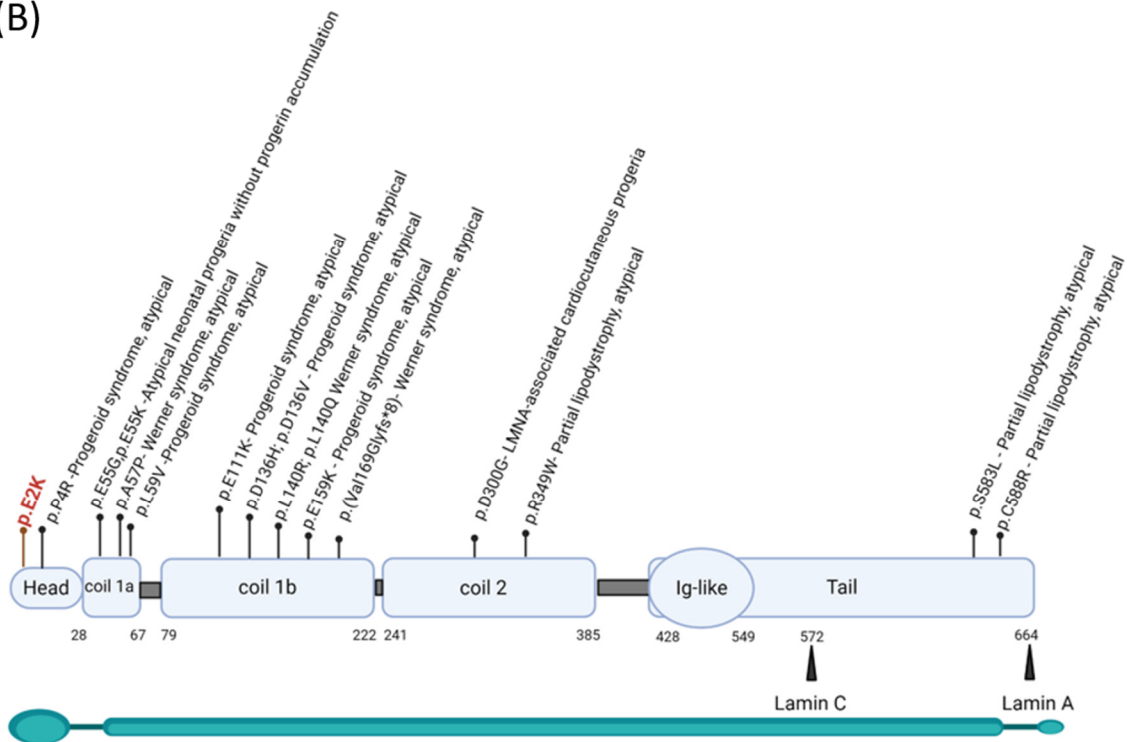 (B)
p.E2K
p.P4R -Progeroid syndrome, atypical
p.E55G,p.E55K -Atypical neonatal progeria without progerin accumulation
p.A57P- Werner syndrome, atypical
p.L59V -Progeroid syndrome, atypical
p.E111K- Progeroid syndrome, atypical
p.D136H; p.D136V - Progeroid syndrome, atypical
p.L140R; p.L140Q Werner syndrome, atypical
p.E159K - Progeroid syndrome, atypical
p.(Val169Glyfs*8)- Werner syndrome, atypical
p.D300G- LMNA-associated cardiocutaneous progeria
p.R349W- Partial lipodystrophy, atypical
p.S583L - Partial lipodystrophy, atypical
p.C588R - Partial lipodystrophy, atypical
Head coil 1a coil 1b coil 2 Ig-like Tail
28 67 79 222 241 385 428 549 572 664
Lamin C Lamin A